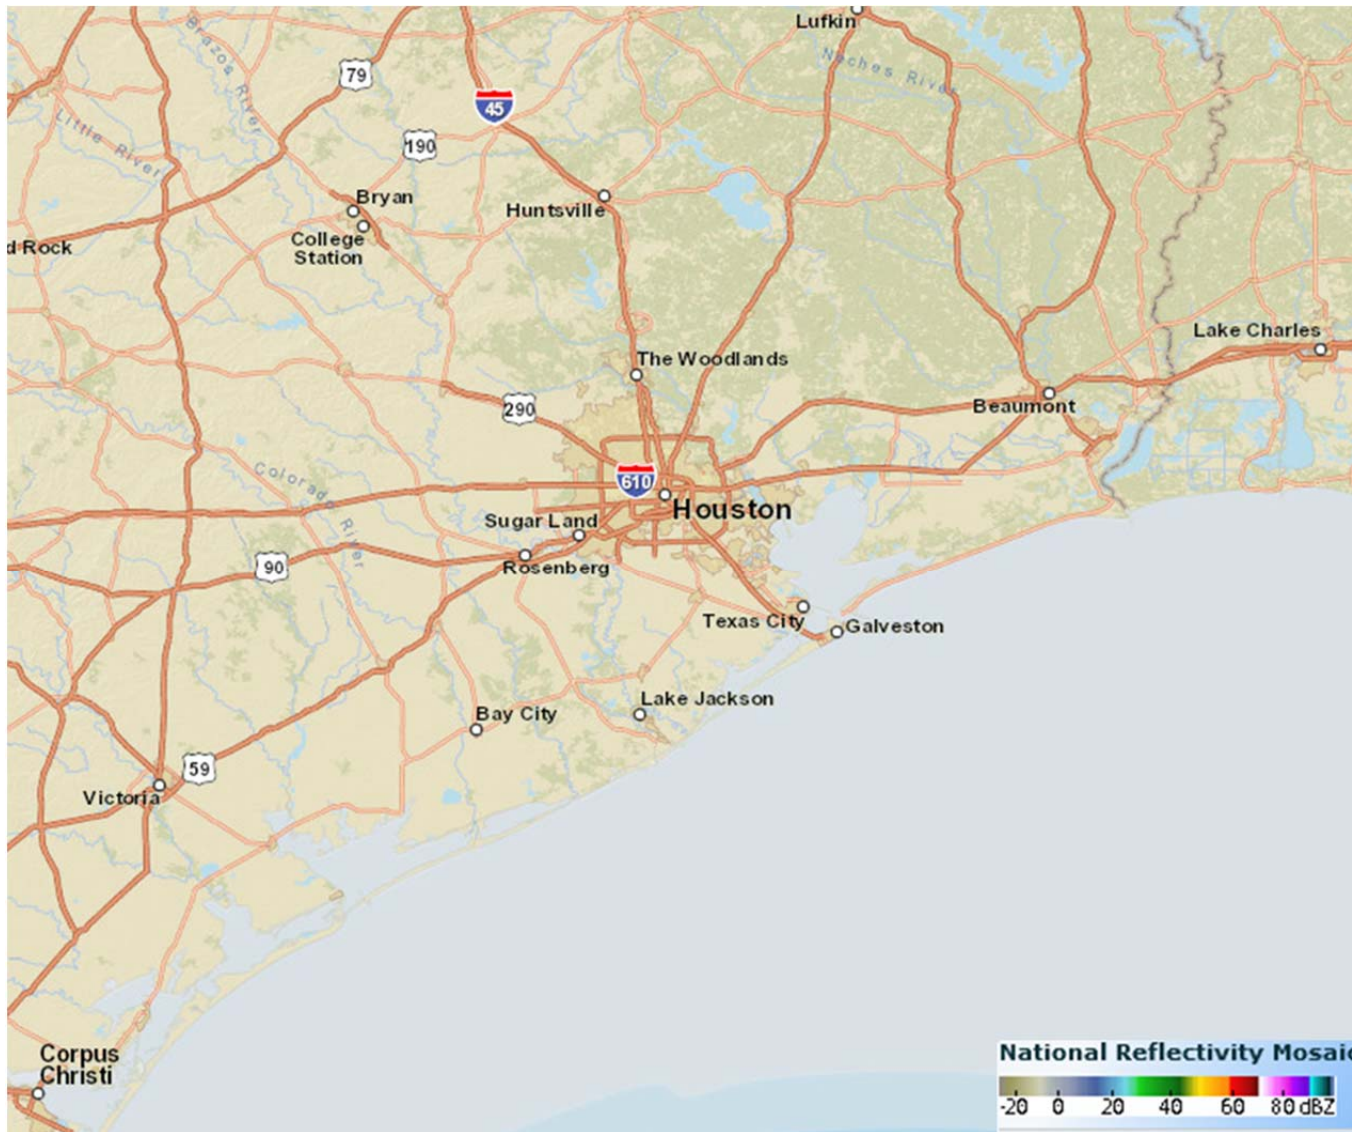 Lufkin
Neches River
Brazos River
79
45
Little River
190
Bryan
Huntsville
College
Station
d Rock
Lake Charles
The Woodlands
290
Beaumont
Colorado River
610
Houston
Sugar Land
90
Rosenberg
Texas City
Galveston
Lake Jackson
Bay City
59
Victoria
Corpus
Christi
National Reflectivity Mosaic
-20 0 20 40 60 80 dBZ